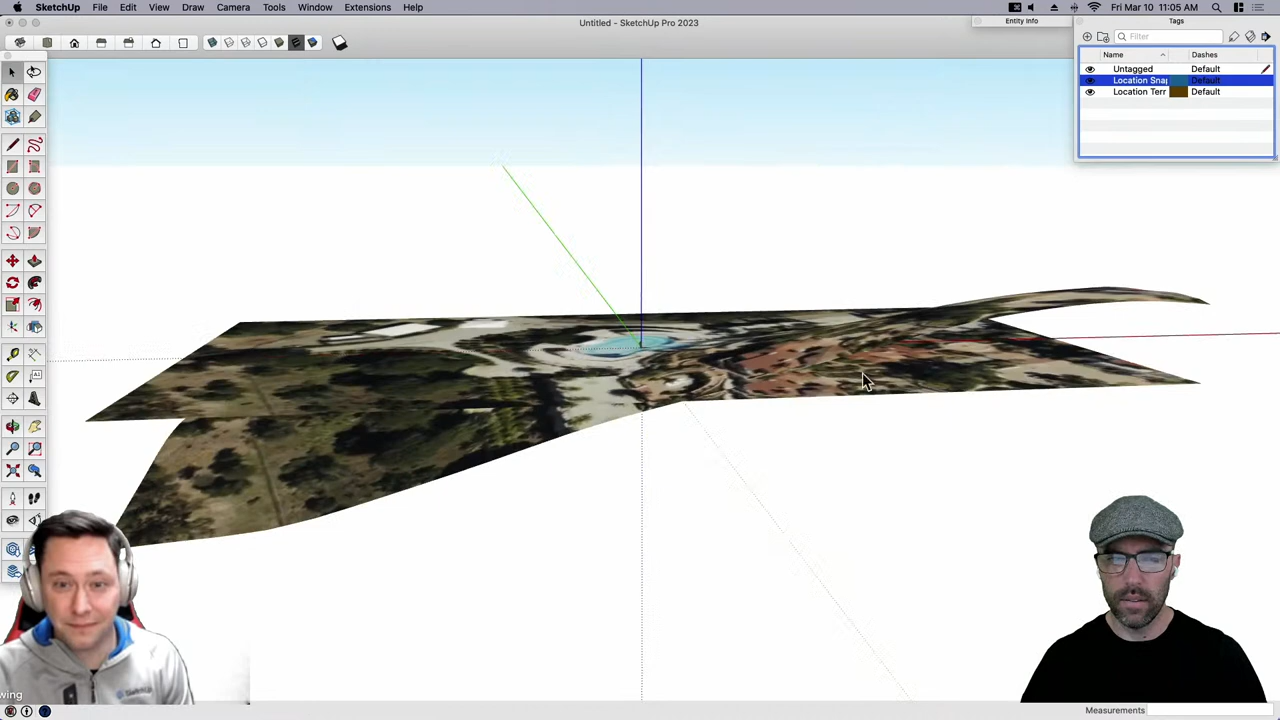 SketchUp File Edit View Draw Camera Tools Window Extensions Help
Fri Mar 10 11:05 AM
Untitled - SketchUp Pro 2023
Entity Info
Tags
Filter
Name Dashes
Untagged Default
Location Snap Default
Location Terr Default
wing
Measurements